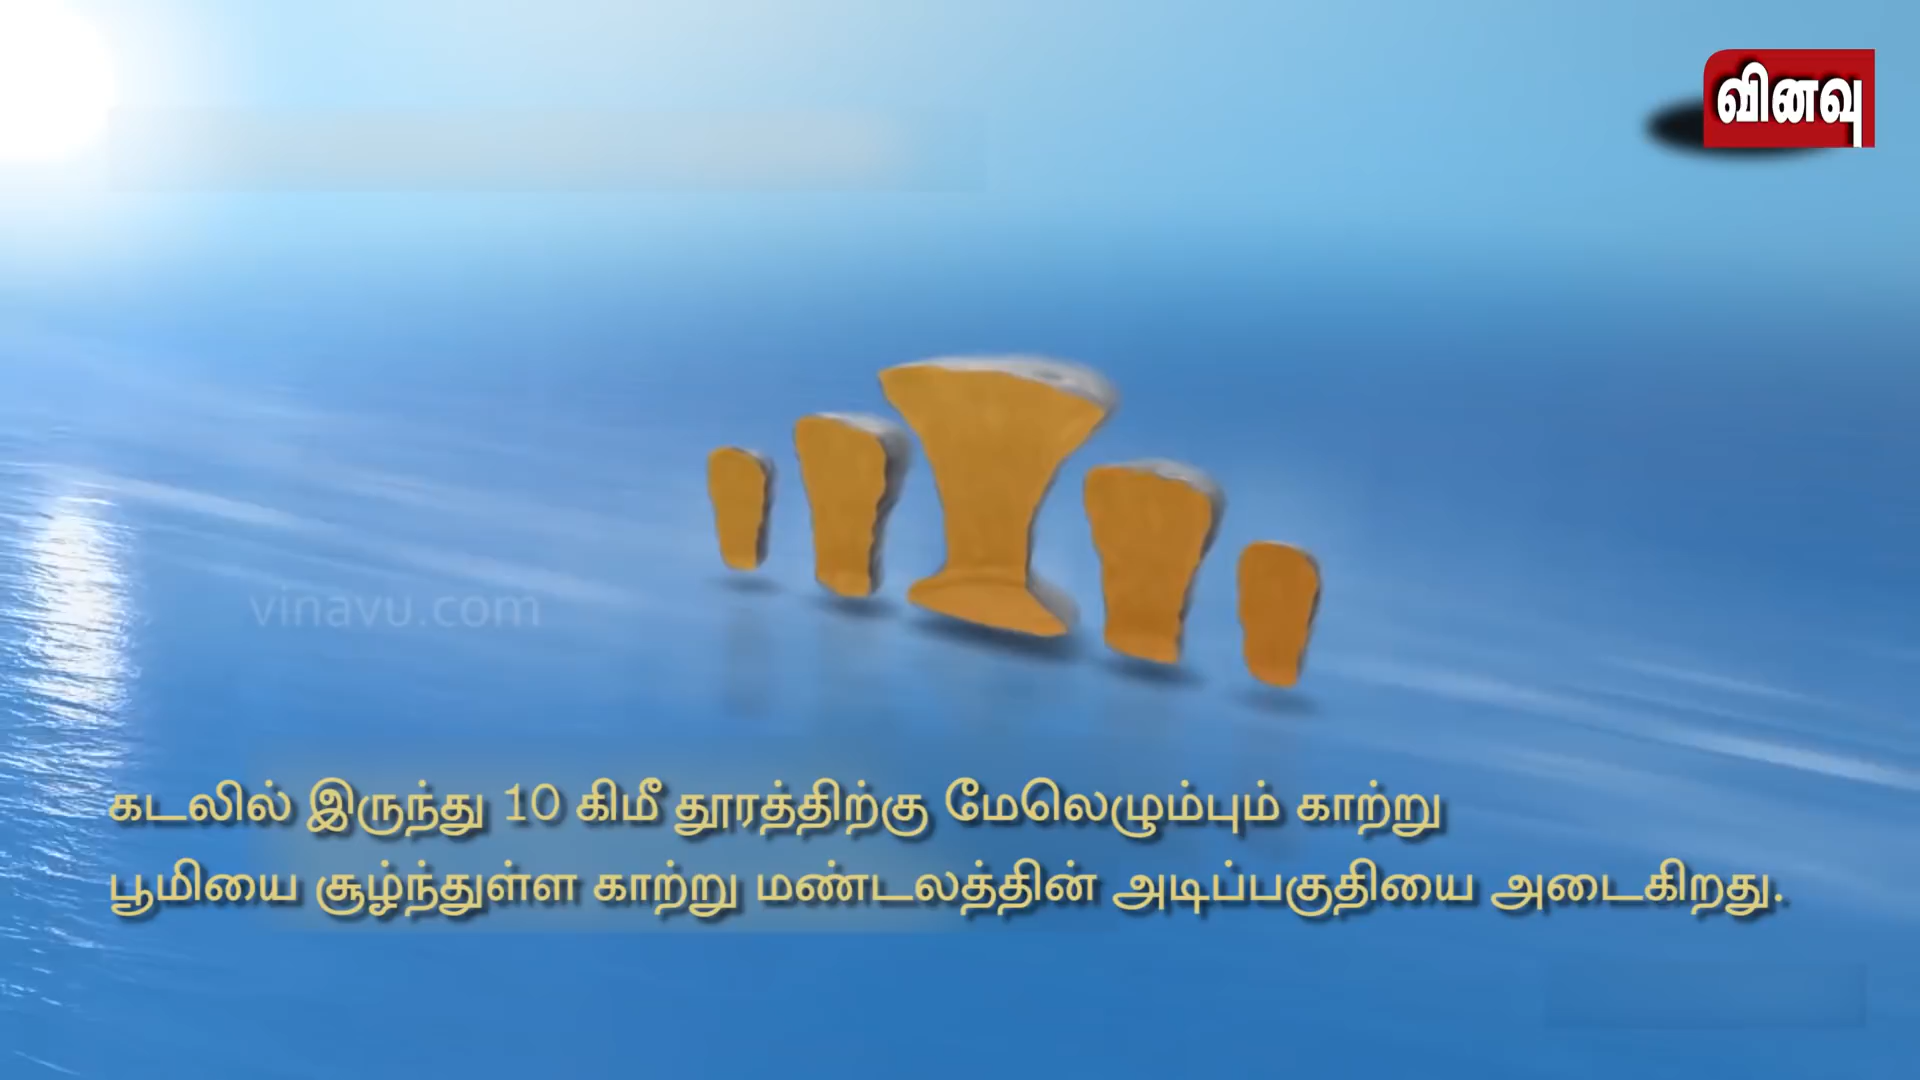 வினவு
vinavu.com
கடலில் இருந்து 10 கிமீ தூரத்திற்கு மேலெழும்பும் காற்று
பூமியை சூழ்ந்துள்ள காற்று மண்டலத்தின் அடிப்பகுதியை அடைகிறது.